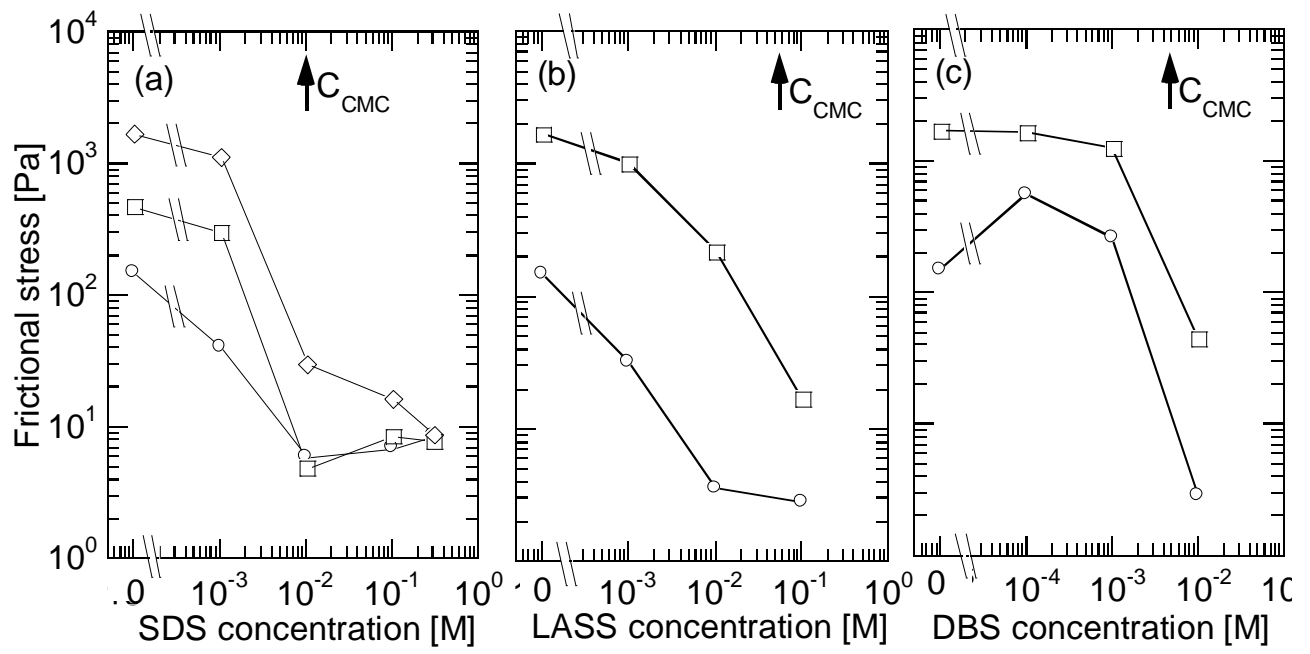 10^4
10^3
10^2
10^1
10^0
Frictional stress [Pa]
(a)
C_CMC
(b)
C_CMC
(c)
C_CMC
0 10^-3 10^-2 10^-1 10^0
SDS concentration [M]
0 10^-3 10^-2 10^-1
LASS concentration [M]
0 10^-4 10^-3 10^-2
DBS concentration [M]